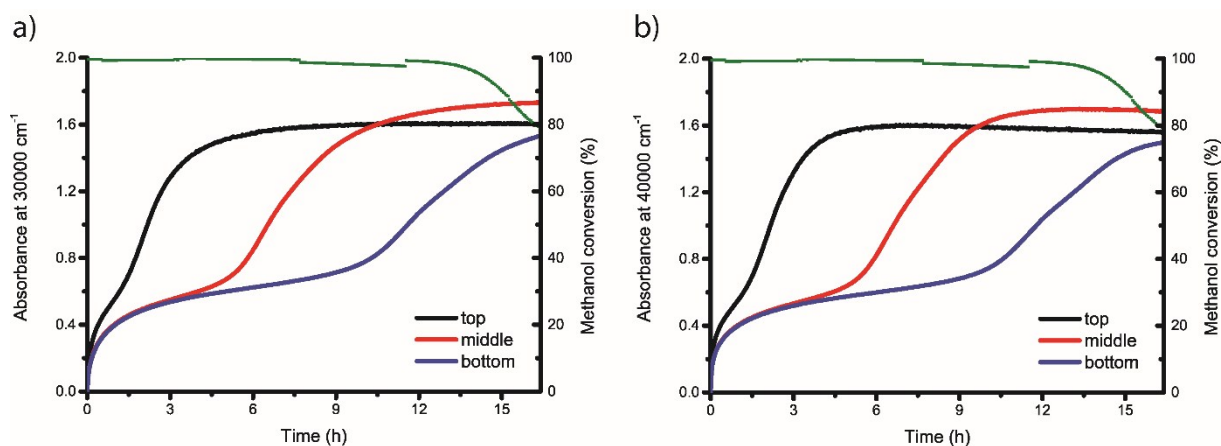 a)
Absorbance at 30000 cm⁻¹
2.0
1.6
1.2
0.8
0.4
0.0
100
80
60
40
20
0
Methanol conversion (%)
top
middle
bottom
0 3 6 9 12 15
Time (h)
b)
Absorbance at 40000 cm⁻¹
2.0
1.6
1.2
0.8
0.4
0.0
100
80
60
40
20
0
Methanol conversion (%)
top
middle
bottom
0 3 6 9 12 15
Time (h)